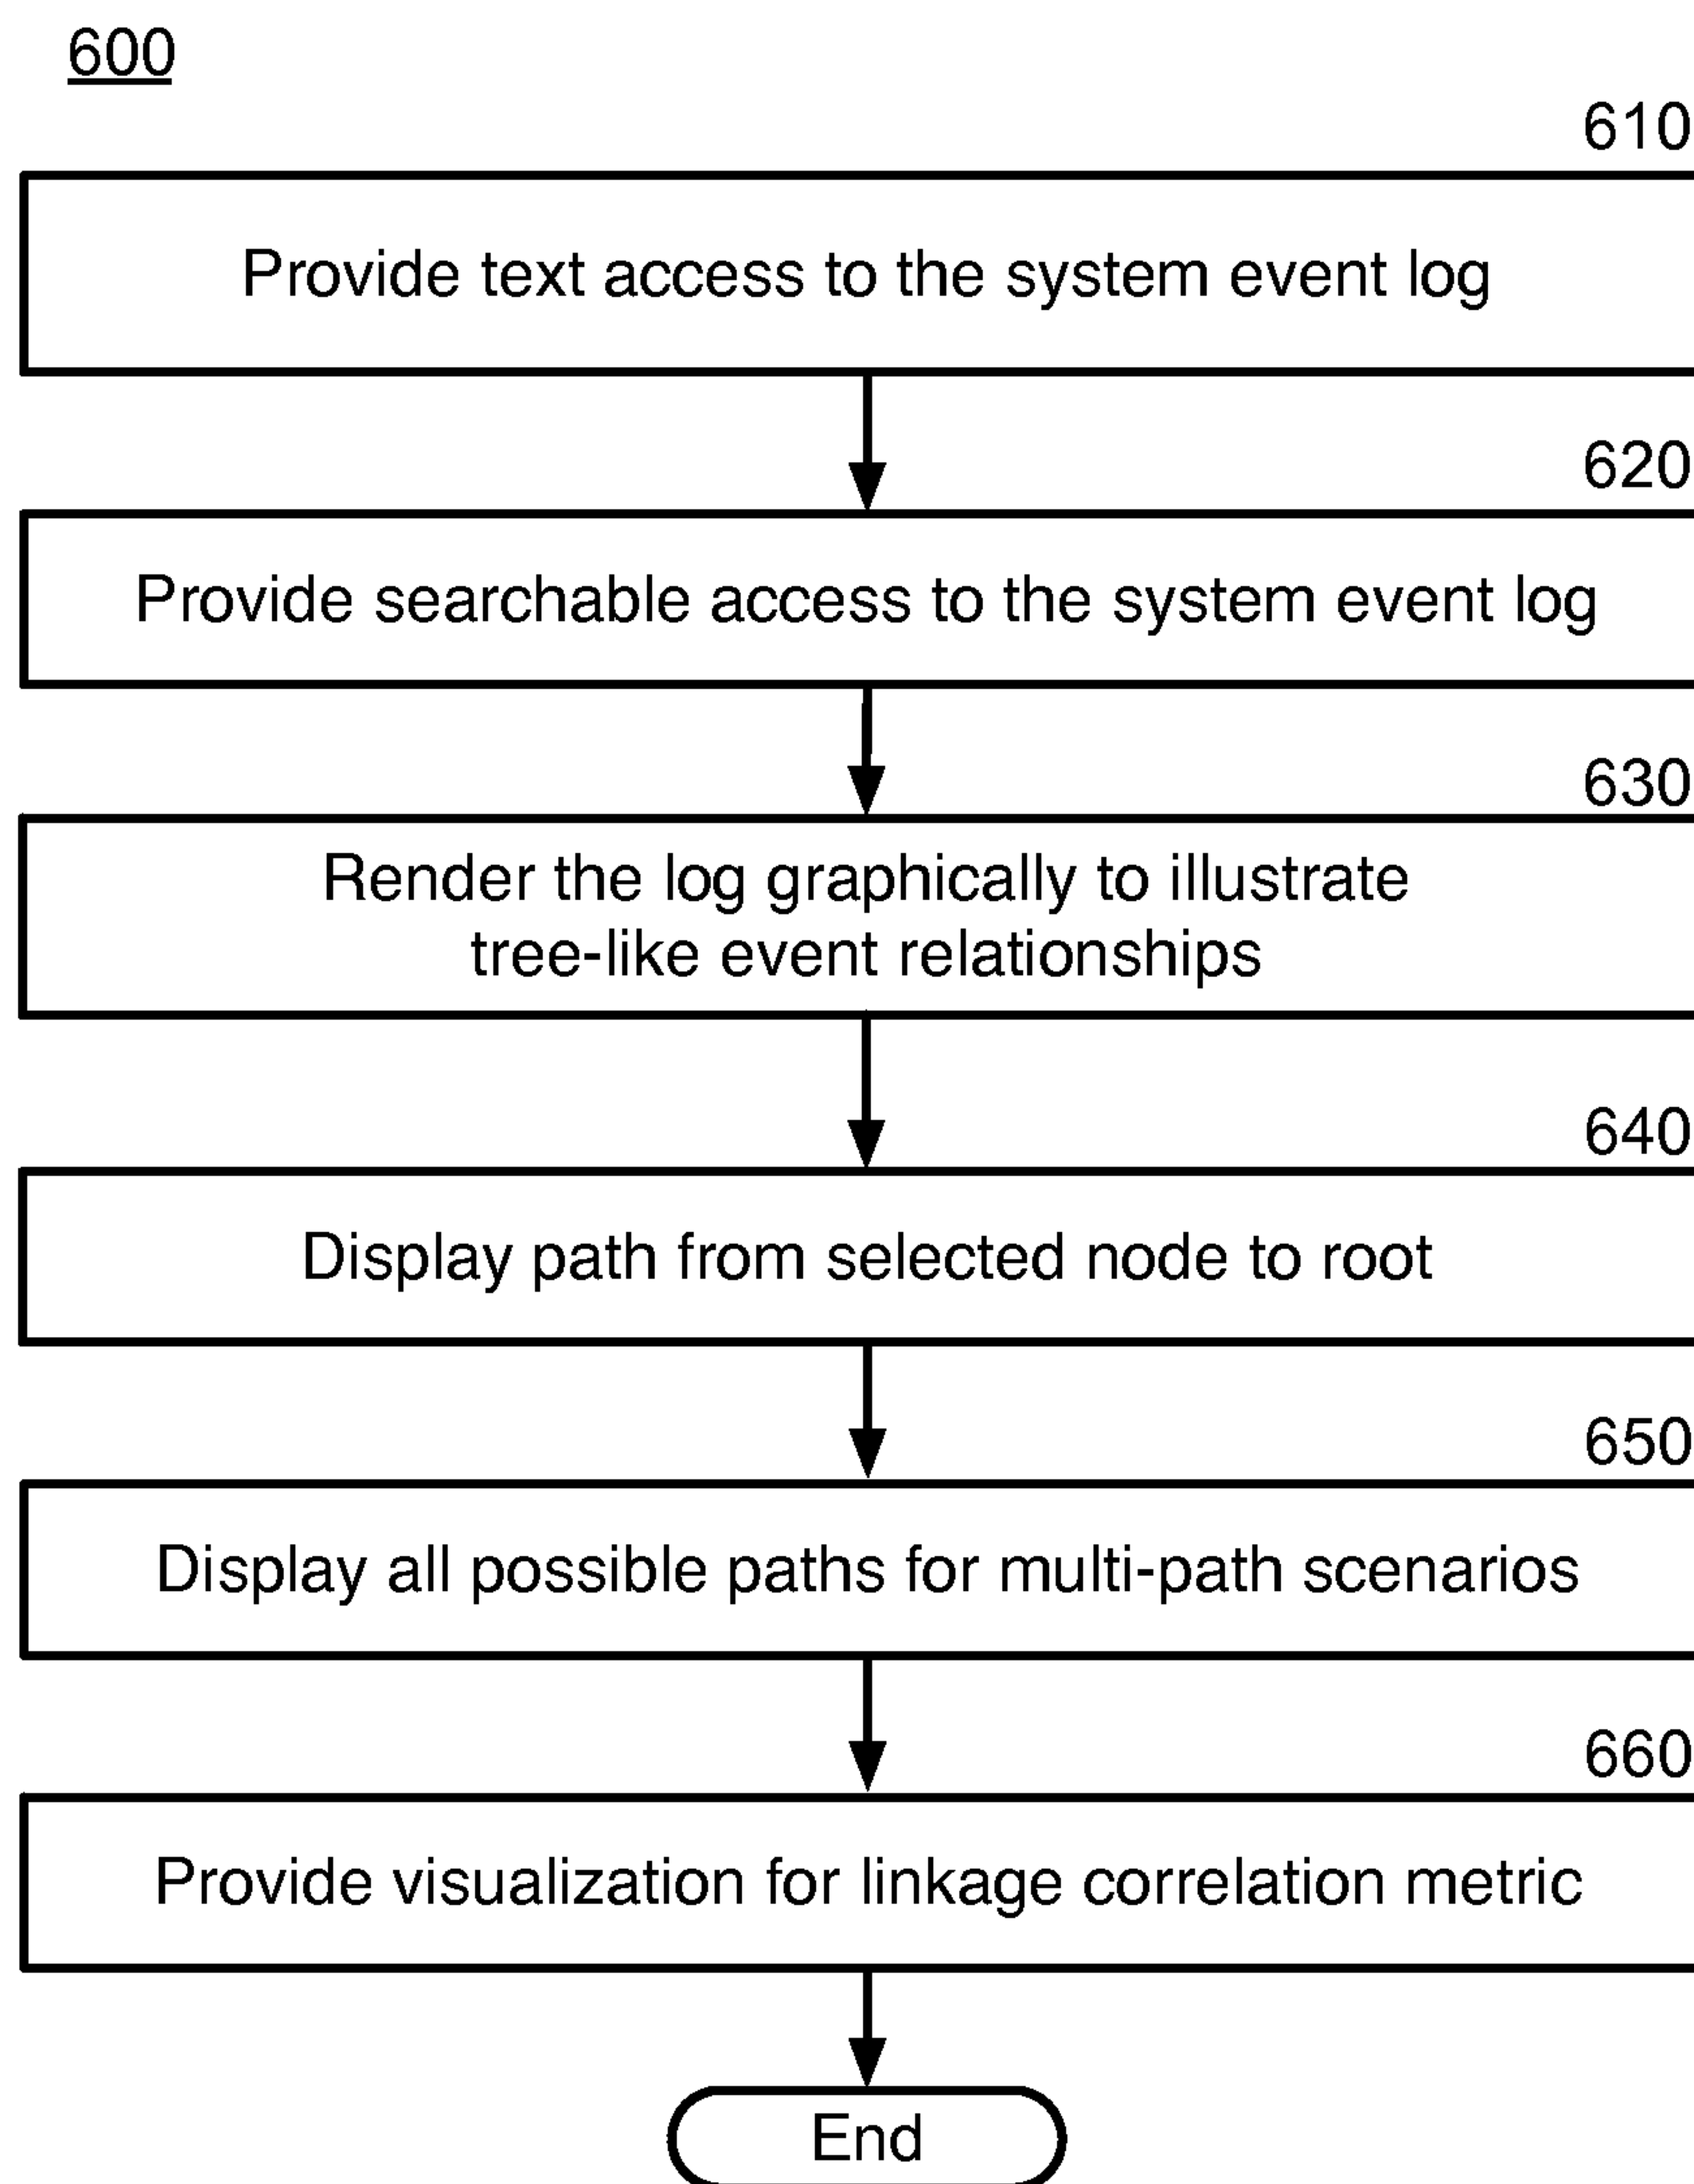 600
610
Provide text access to the system event log
620
Provide searchable access to the system event log
630
Render the log graphically to illustrate
tree-like event relationships
640
Display path from selected node to root
650
Display all possible paths for multi-path scenarios
660
Provide visualization for linkage correlation metric
End